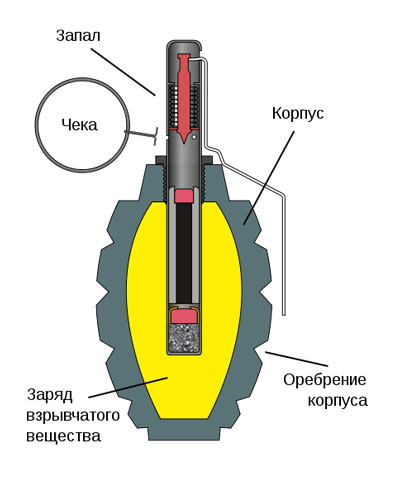 Запал
Чека
Корпус
Оребрение
корпуса
Заряд
взрывчатого
вещества